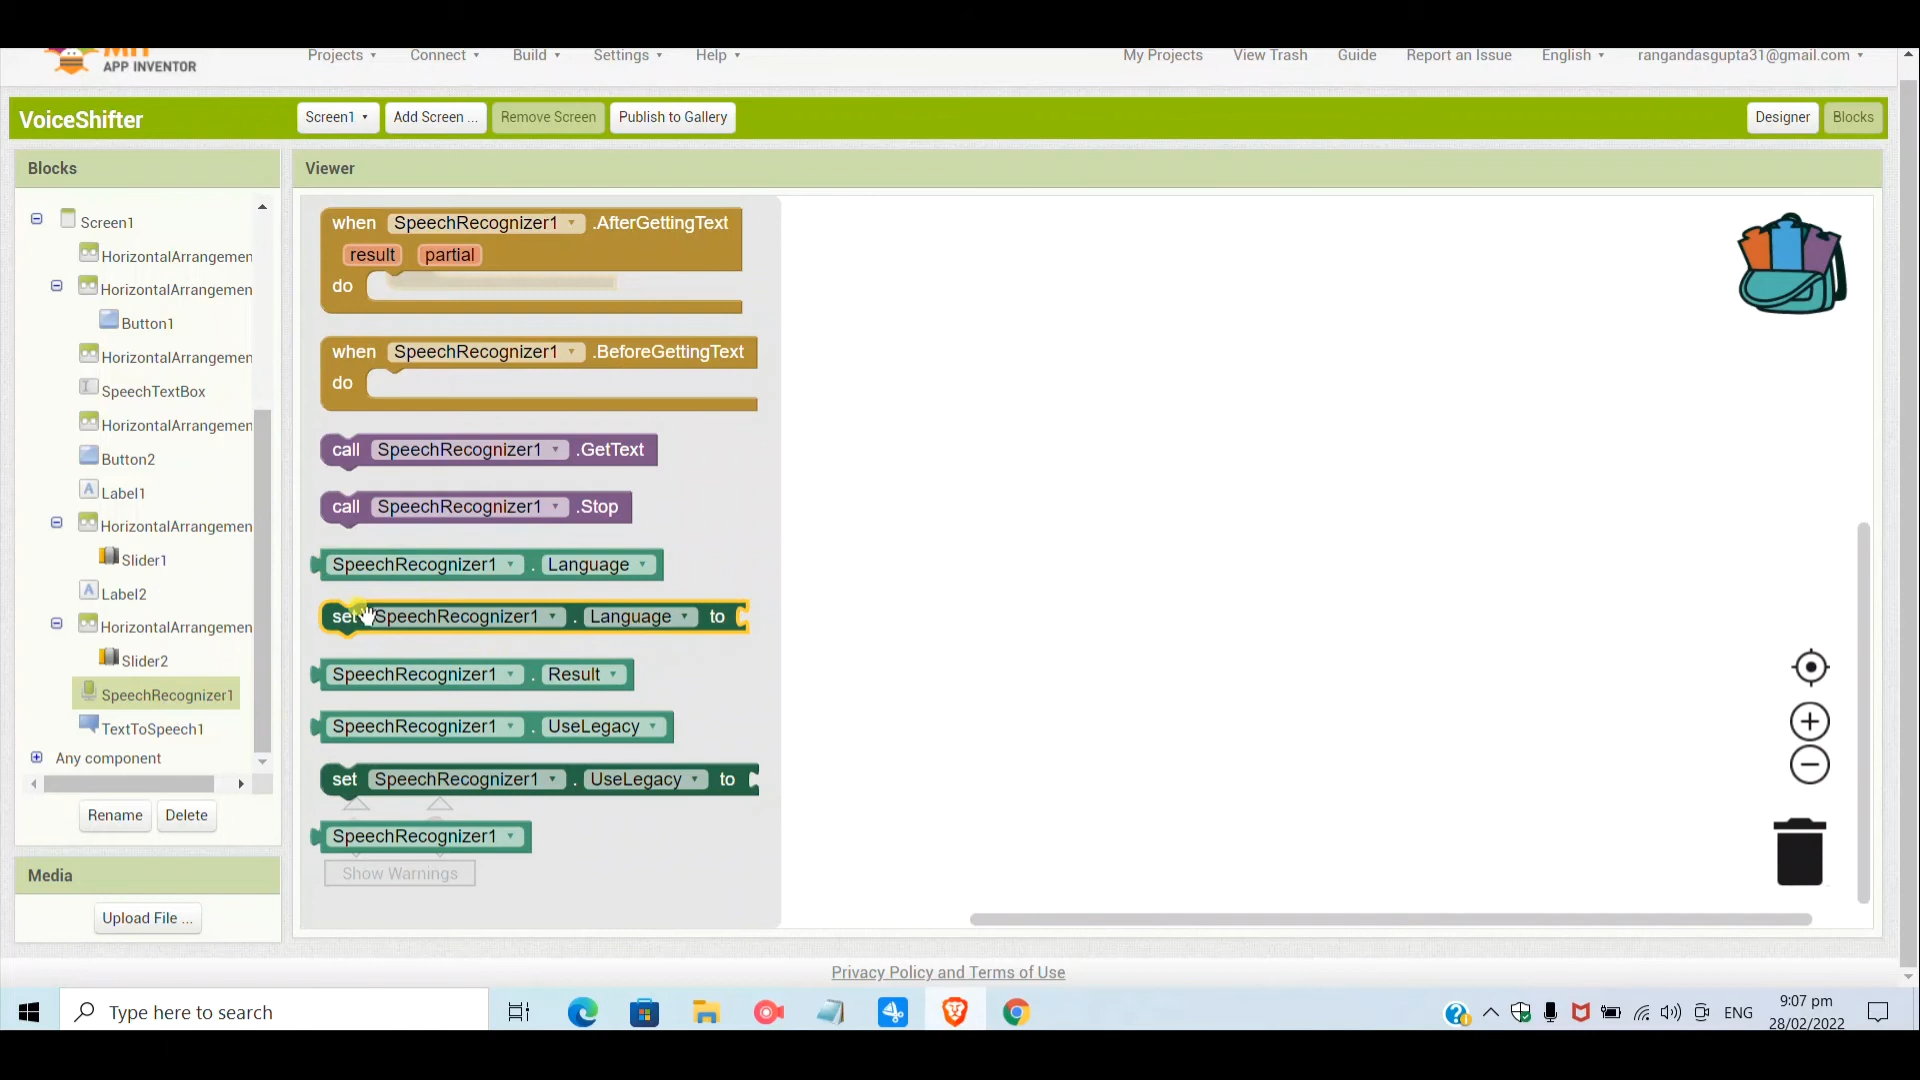 MIT
APP INVENTOR
Projects Connect Build Settings Help My Projects View Trash Guide Report an Issue English rangandasgupta31@gmail.com
VoiceShifter Screen1 Add Screen ... Remove Screen Publish to Gallery Designer Blocks
Blocks Viewer
Screen1
HorizontalArrangemen
HorizontalArrangemen
Button1
HorizontalArrangemen
SpeechTextBox
HorizontalArrangemen
Button2
Label1
HorizontalArrangemen
Slider1
Label2
HorizontalArrangemen
Slider2
SpeechRecognizer1
TextToSpeech1
Any component
Rename Delete
Media
Upload File ...
when SpeechRecognizer1 .AfterGettingText
result partial
do
when SpeechRecognizer1 .BeforeGettingText
do
call SpeechRecognizer1 .GetText
call SpeechRecognizer1 .Stop
SpeechRecognizer1 . Language
set SpeechRecognizer1 . Language to
SpeechRecognizer1 . Result
SpeechRecognizer1 . UseLegacy
set SpeechRecognizer1 . UseLegacy to
SpeechRecognizer1
Show Warnings
Privacy Policy and Terms of Use
Type here to search ENG 9:07 pm
28/02/2022